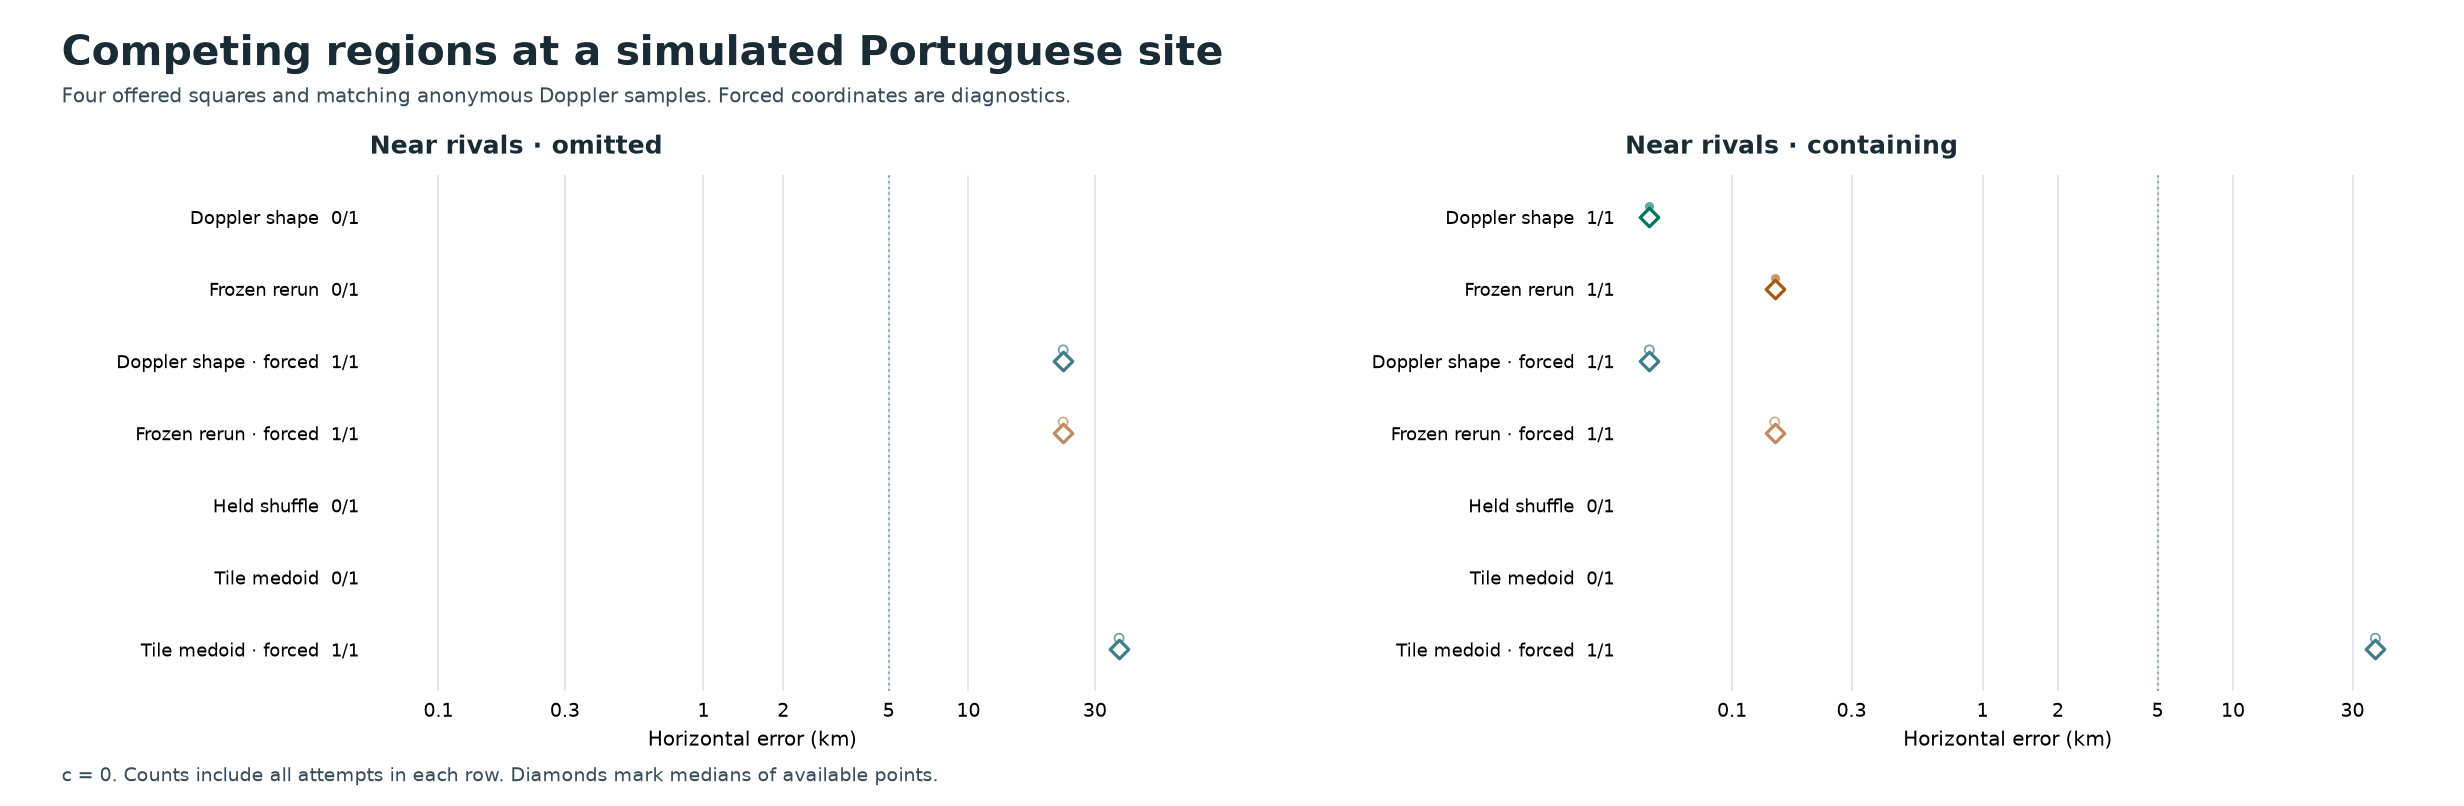 Competing regions at a simulated Portuguese site
Four offered squares and matching anonymous Doppler samples. Forced coordinates are diagnostics.
Near rivals · omitted
Doppler shape 0/1
Frozen rerun 0/1
Doppler shape · forced 1/1
Frozen rerun · forced 1/1
Held shuffle 0/1
Tile medoid 0/1
Tile medoid · forced 1/1
0.1 0.3 1 2 5 10 30
Horizontal error (km)
Near rivals · containing
Doppler shape 1/1
Frozen rerun 1/1
Doppler shape · forced 1/1
Frozen rerun · forced 1/1
Held shuffle 0/1
Tile medoid 0/1
Tile medoid · forced 1/1
0.1 0.3 1 2 5 10 30
Horizontal error (km)
c = 0. Counts include all attempts in each row. Diamonds mark medians of available points.